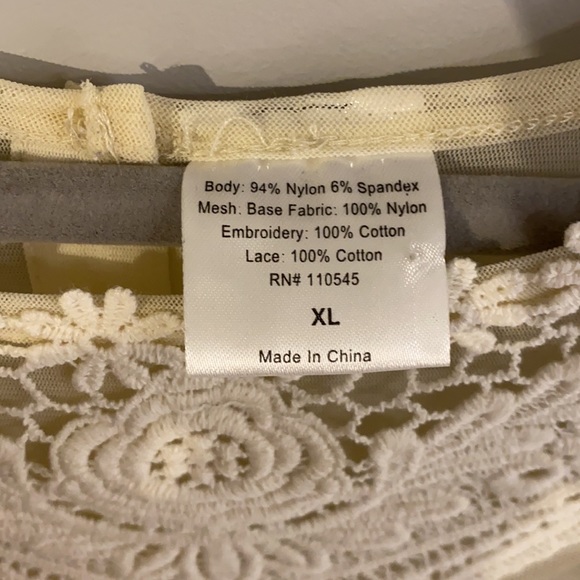 Body: 94% Nylon 6% Spandex
Mesh: Base Fabric: 100% Nylon
Embroidery: 100% Cotton
Lace: 100% Cotton
RN# 110545
XL
Made In China